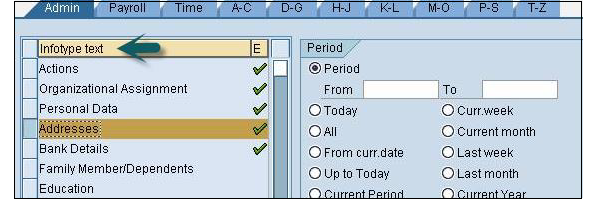 Admin Payroll Time A-C D-G H-J K-L M-O P-S T-Z
Infotype text E
Actions
Organizational Assignment
Personal Data
Addresses
Bank Details
Family Member/Dependents
Education
Period
Period
From To
Today Curr.week
All Current month
From curr.date Last week
Up to Today Last month
Current Period Current Year